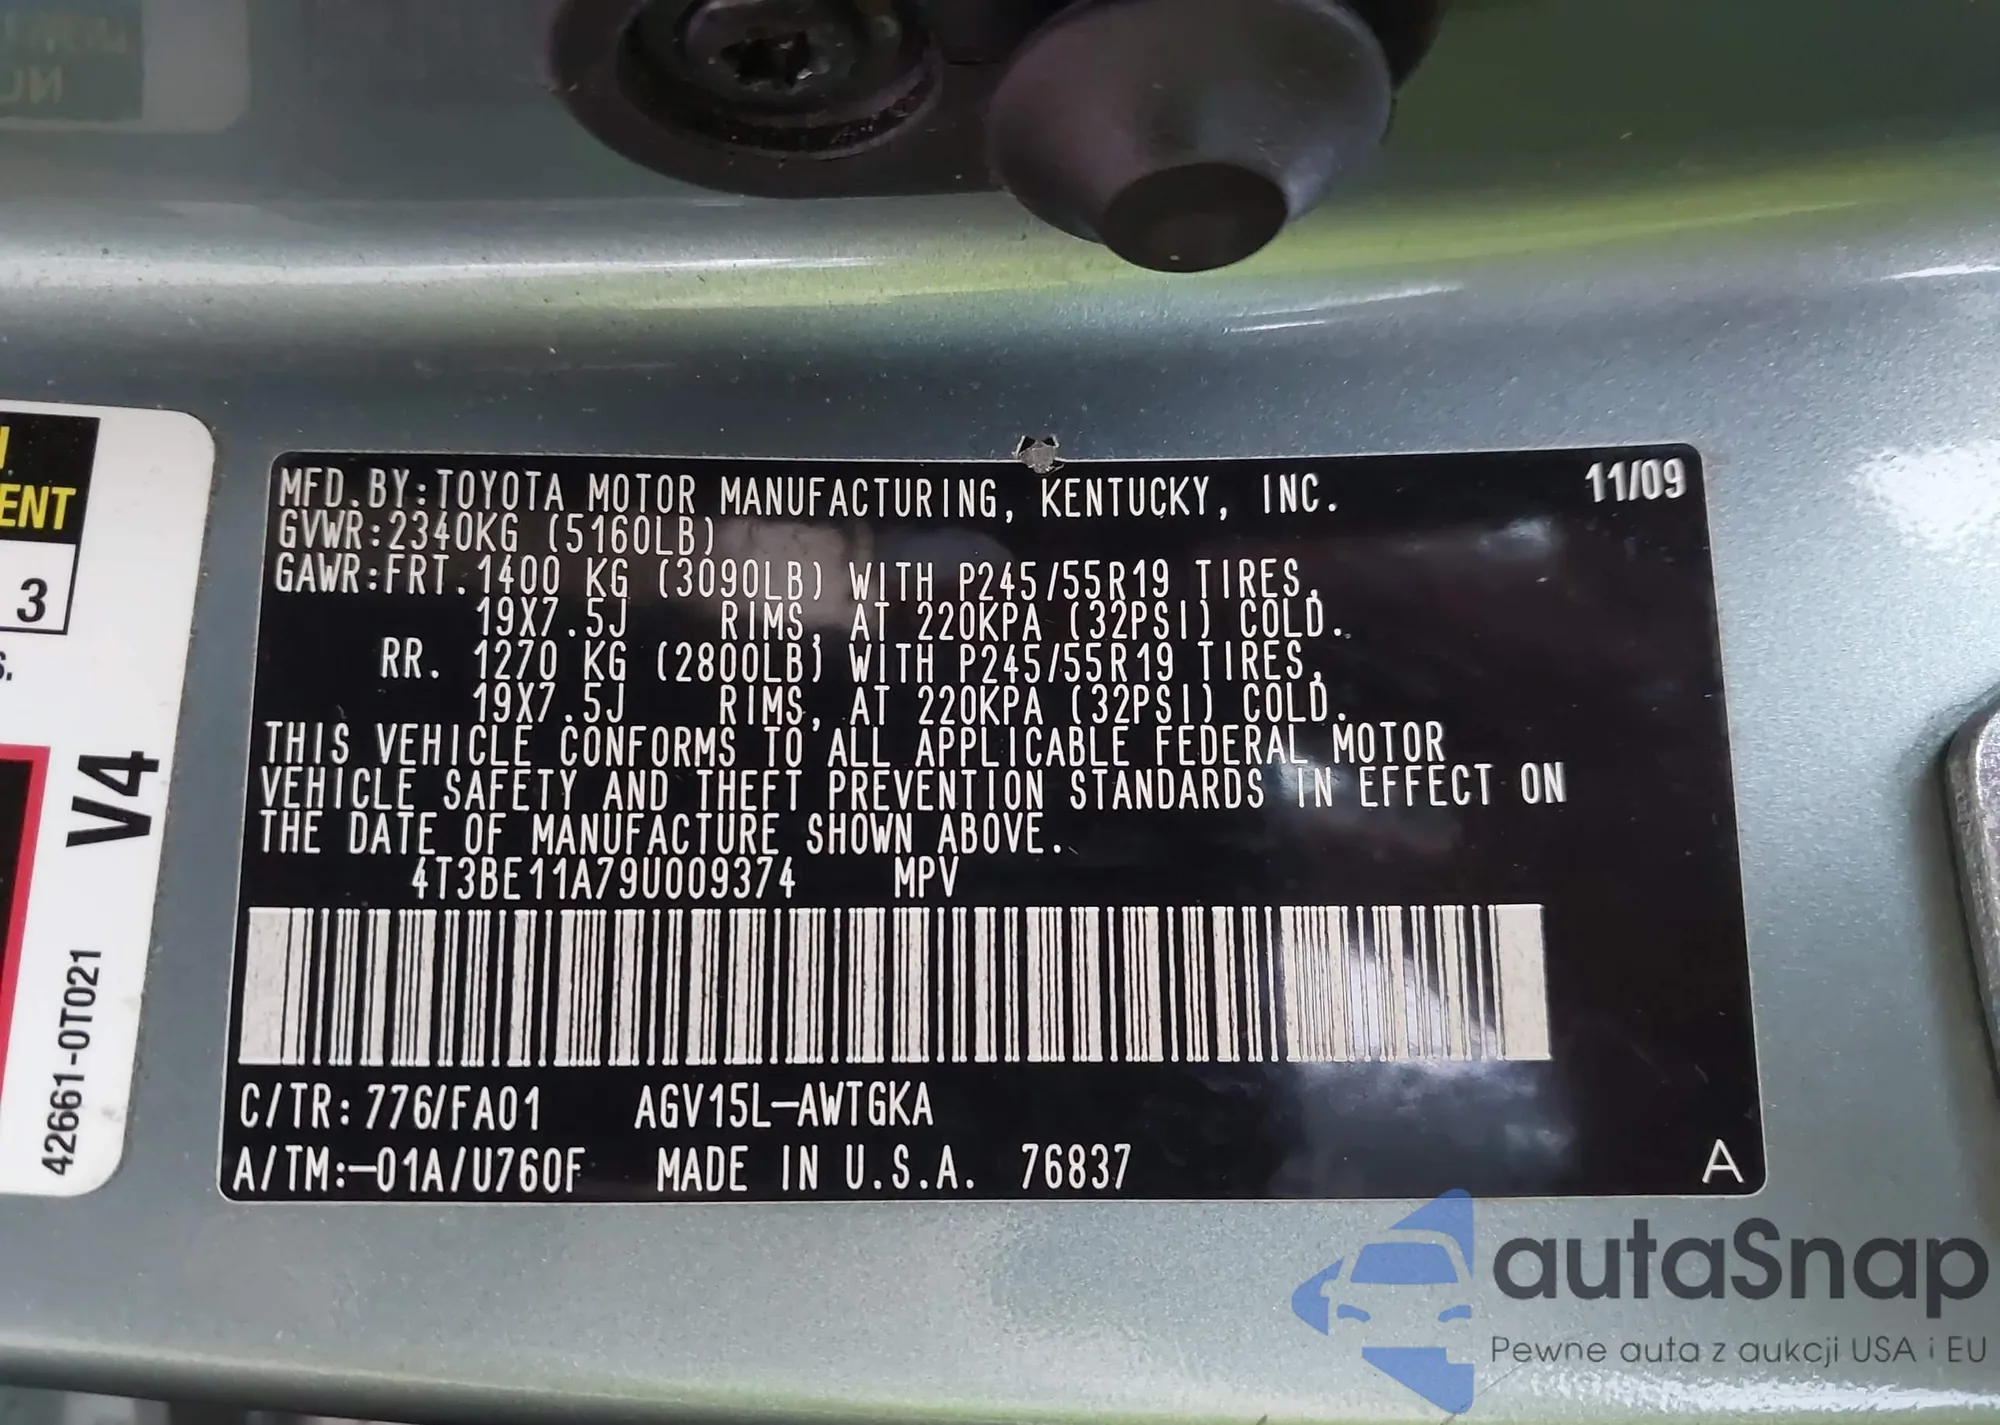 ENT
3
V4
42661-0T021
MFD.BY:TOYOTA MOTOR MANUFACTURING, KENTUCKY, INC. 11/09
GVWR:2340KG (5160LB)
GAWR:FRT. 1400 KG (3090LB) WITH P245/55R19 TIRES,
19X7.5J RIMS, AT 220KPA (32PSI) COLD.
RR. 1270 KG (2800LB) WITH P245/55R19 TIRES,
19X7.5J RIMS, AT 220KPA (32PSI) COLD.
THIS VEHICLE CONFORMS TO ALL APPLICABLE FEDERAL MOTOR
VEHICLE SAFETY AND THEFT PREVENTION STANDARDS IN EFFECT ON
THE DATE OF MANUFACTURE SHOWN ABOVE.
4T3BE11A79U009374 MPV
C/TR:776/FA01 AGV15L-AWTGKA
A/TM:-01A/U760F MADE IN U.S.A. 76837 A
autaSnap
Pewne auta z aukcji USA i EU